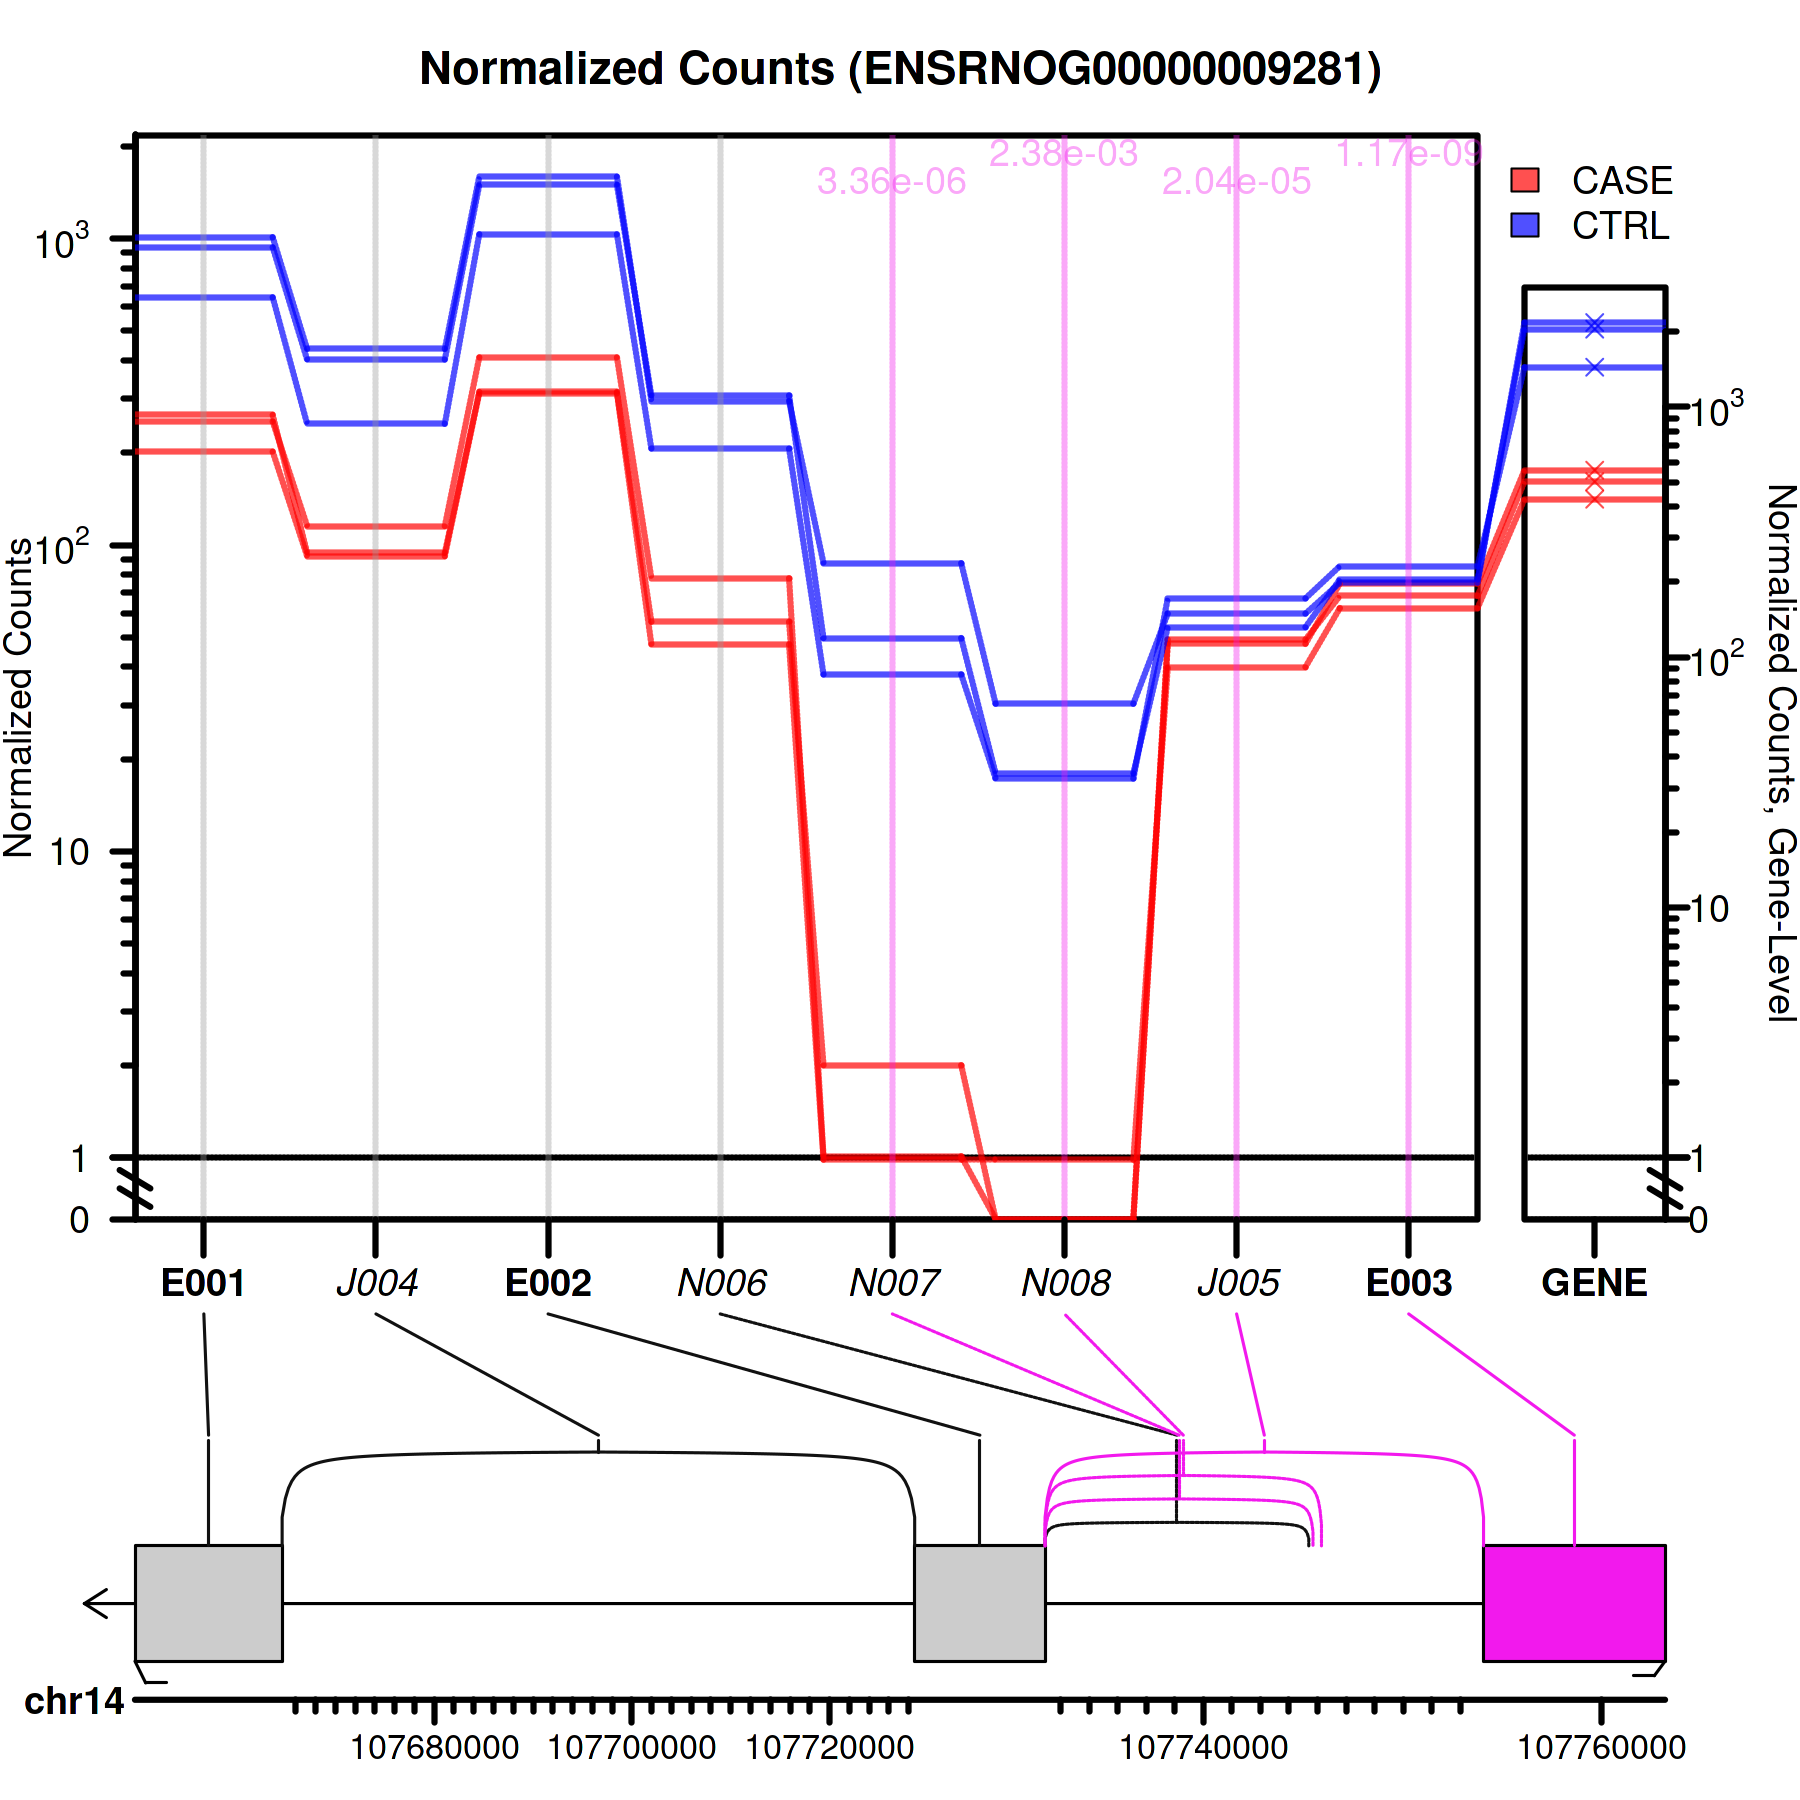 Normalized Counts (ENSRNOG00000009281)
3.36e-06
2.38e-03
2.04e-05
1.17e-09
CASE
CTRL
10³
10²
10
1
0
Normalized Counts
10³
10²
10
1
0
Normalized Counts, Gene-Level
E001 J004 E002 N006 N007 N008 J005 E003 GENE
chr14
107680000 107700000 107720000 107740000 107760000